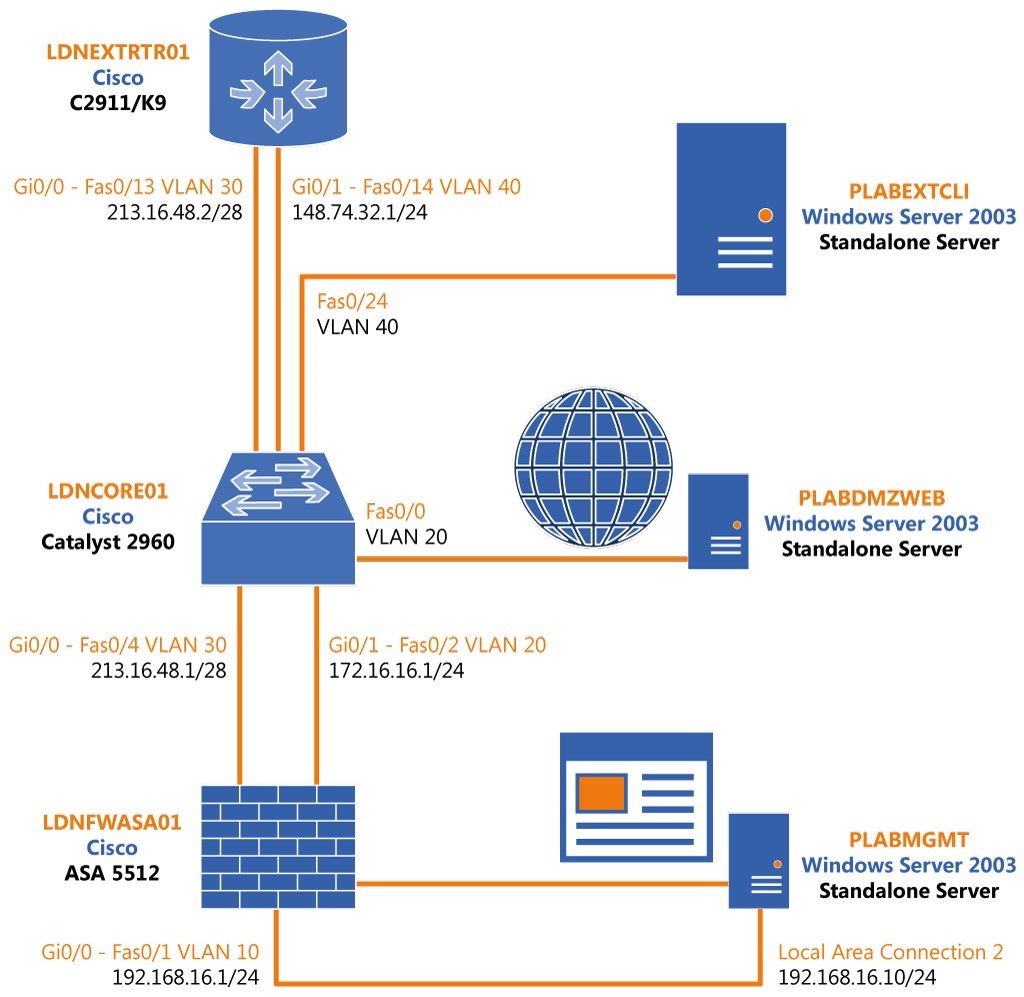 LDNEXTRTR01
Cisco
C2911/K9
Gi0/0 - Fas0/13 VLAN 30
213.16.48.2/28
Gi0/1 - Fas0/14 VLAN 40
148.74.32.1/24
PLABEXTCLI
Windows Server 2003
Standalone Server
Fas0/24
VLAN 40
LDNCORE01
Cisco
Catalyst 2960
Fas0/0
VLAN 20
PLABDMZWEB
Windows Server 2003
Standalone Server
Gi0/0 - Fas0/4 VLAN 30
213.16.48.1/28
Gi0/1 - Fas0/2 VLAN 20
172.16.16.1/24
LDNFWASA01
Cisco
ASA 5512
PLABMGMT
Windows Server 2003
Standalone Server
Gi0/0 - Fas0/1 VLAN 10
192.168.16.1/24
Local Area Connection 2
192.168.16.10/24